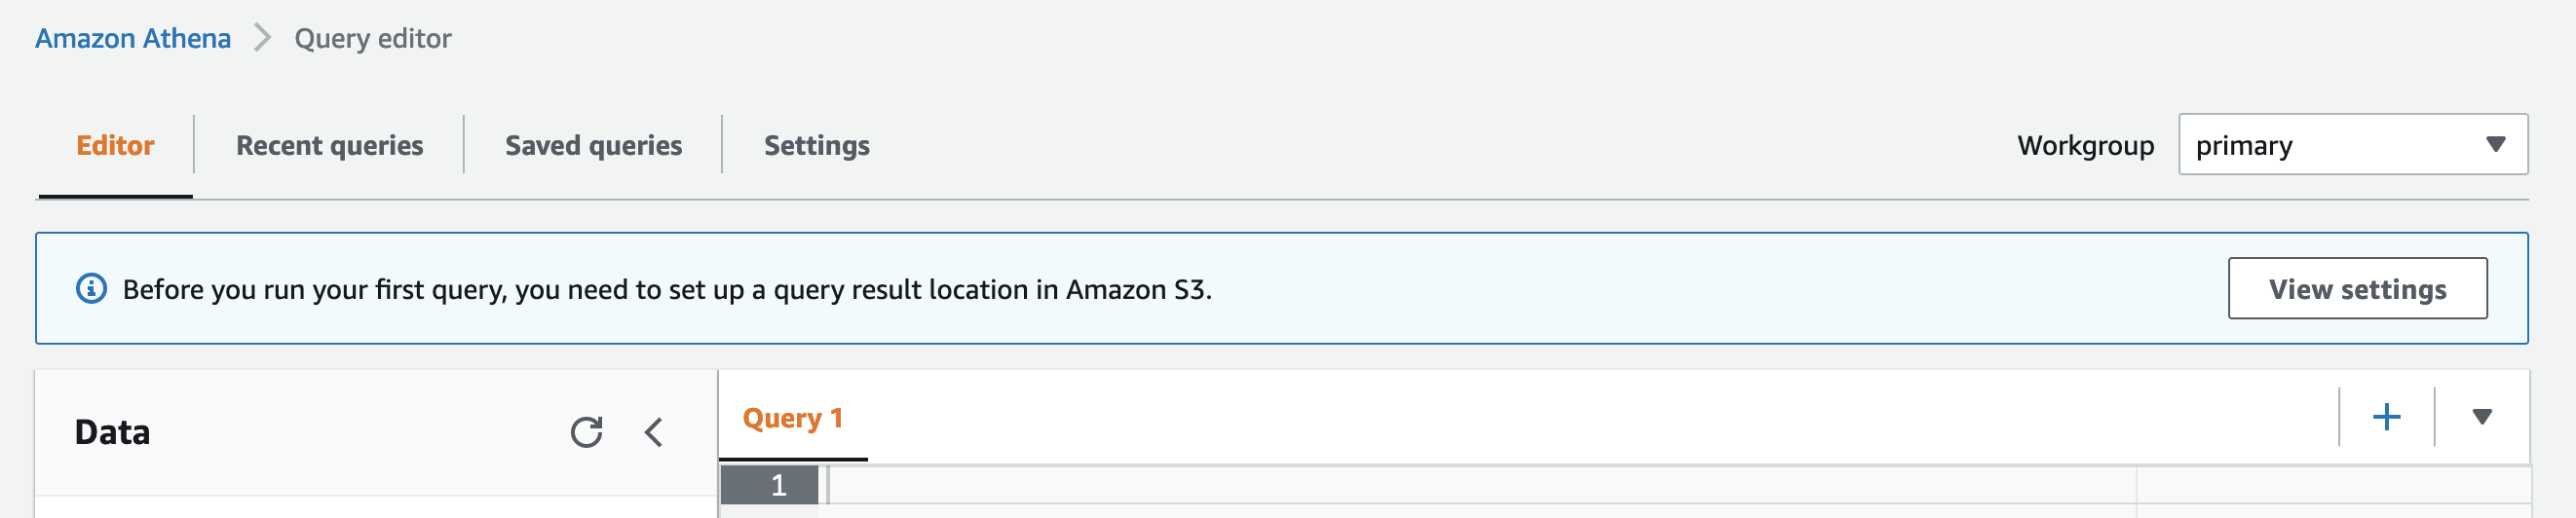 Amazon Athena > Query editor
Editor Recent queries Saved queries Settings Workgroup primary
Before you run your first query, you need to set up a query result location in Amazon S3. View settings
Data Query 1
1